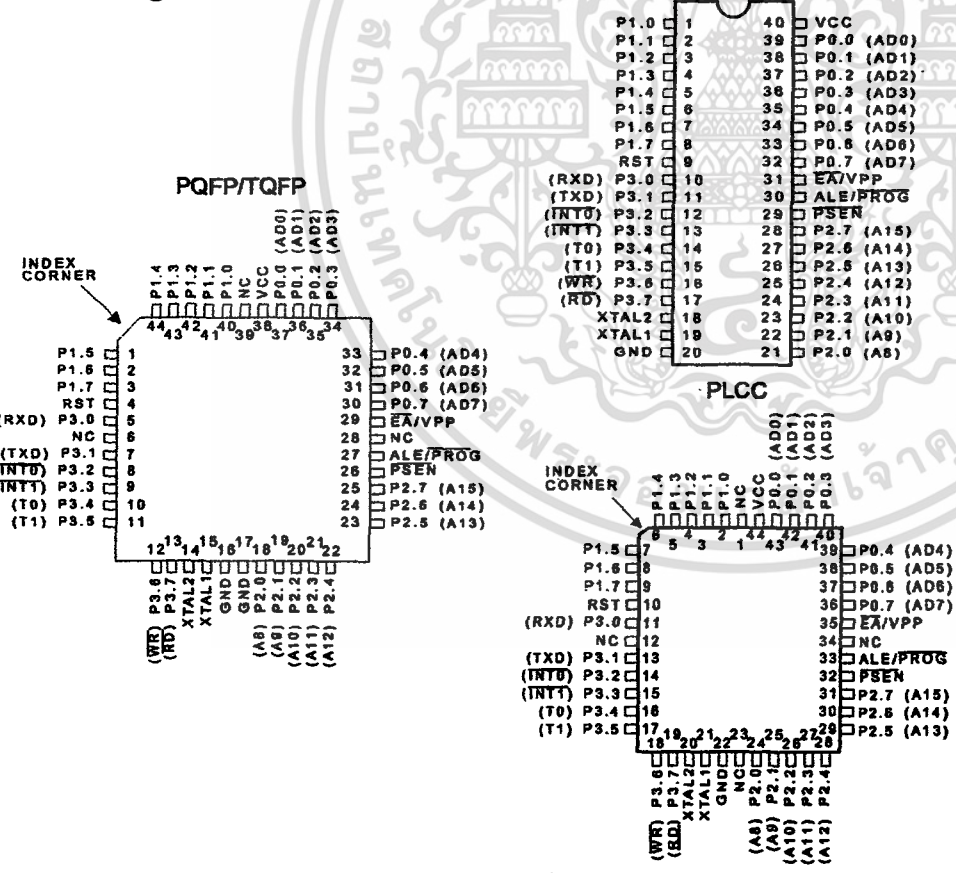 P1.0 1 40 VCC
P1.1 2 39 P0.0 (AD0)
P1.2 3 38 P0.1 (AD1)
P1.3 4 37 P0.2 (AD2)
P1.4 5 36 P0.3 (AD3)
P1.5 6 35 P0.4 (AD4)
P1.6 7 34 P0.5 (AD5)
P1.7 8 33 P0.6 (AD6)
RST 9 32 P0.7 (AD7)
(RXD) P3.0 10 31 EA/VPP
(TXD) P3.1 11 30 ALE/PROG
(INT0) P3.2 12 29 PSEN
(INT1) P3.3 13 28 P2.7 (A15)
(T0) P3.4 14 27 P2.6 (A14)
(T1) P3.5 15 26 P2.5 (A13)
(WR) P3.6 16 25 P2.4 (A12)
(RD) P3.7 17 24 P2.3 (A11)
XTAL2 18 23 P2.2 (A10)
XTAL1 19 22 P2.1 (A9)
GND 20 21 P2.0 (A8)
PQFP/TQFP
INDEX
CORNER
P1.4 P1.3 P1.2 P1.1 P1.0 NC VCC P0.0 (AD0) P0.1 (AD1) P0.2 (AD2) P0.3 (AD3)
44 43 42 41 40 39 38 37 36 35 34
P1.5 1 33 P0.4 (AD4)
P1.6 2 32 P0.5 (AD5)
P1.7 3 31 P0.6 (AD6)
RST 4 30 P0.7 (AD7)
(RXD) P3.0 5 29 EA/VPP
NC 6 28 NC
(TXD) P3.1 7 27 ALE/PROG
(INT0) P3.2 8 26 PSEN
(INT1) P3.3 9 25 P2.7 (A15)
(T0) P3.4 10 24 P2.6 (A14)
(T1) P3.5 11 23 P2.5 (A13)
12 13 14 15 16 17 18 19 20 21 22
(WR) P3.6 (RD) P3.7 XTAL2 XTAL1 GND GND (A8) P2.0 (A9) P2.1 (A10) P2.2 (A11) P2.3 (A12) P2.4
PLCC
INDEX
CORNER
P1.4 P1.3 P1.2 P1.1 P1.0 NC VCC P0.0 (AD0) P0.1 (AD1) P0.2 (AD2) P0.3 (AD3)
6 5 4 3 2 1 44 43 42 41 40
P1.5 7 39 P0.4 (AD4)
P1.6 8 38 P0.5 (AD5)
P1.7 9 37 P0.6 (AD6)
RST 10 36 P0.7 (AD7)
(RXD) P3.0 11 35 EA/VPP
NC 12 34 NC
(TXD) P3.1 13 33 ALE/PROG
(INT0) P3.2 14 32 PSEN
(INT1) P3.3 15 31 P2.7 (A15)
(T0) P3.4 16 30 P2.6 (A14)
(T1) P3.5 17 29 P2.5 (A13)
18 19 20 21 22 23 24 25 26 27 28
(WR) P3.6 (RD) P3.7 XTAL2 XTAL1 GND NC (A8) P2.0 (A9) P2.1 (A10) P2.2 (A11) P2.3 (A12) P2.4